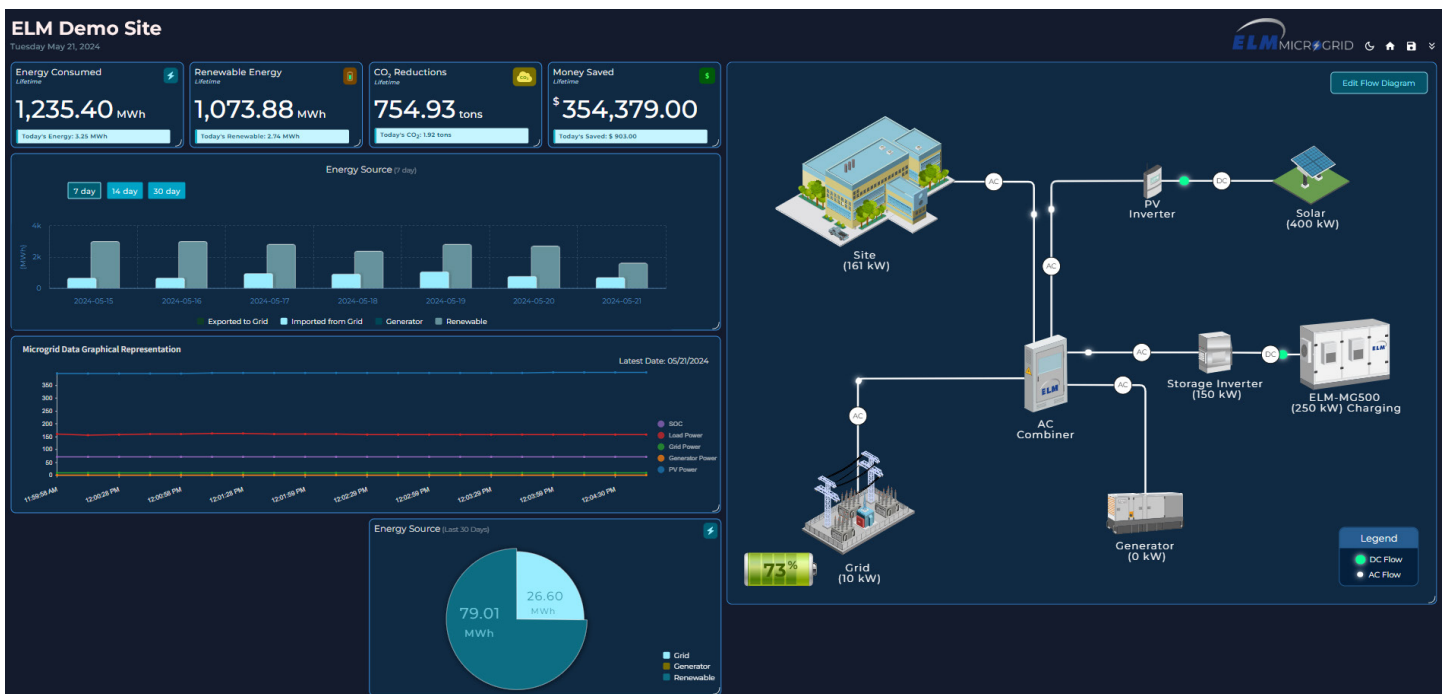 ELM Demo Site
Tuesday May 21, 2024
ELM MICROGRID
Energy Consumed
Lifetime
1,235.40 MWh
Today's Energy: 3.25 MWh
Renewable Energy
Lifetime
1,073.88 MWh
Today's Renewable: 2.74 MWh
CO₂ Reductions
Lifetime
754.93 tons
Today's CO₂: 1.92 tons
Money Saved
Lifetime
$354,379.00
Today's Saved: $ 903.00
Energy Source (7 day)
7 day 14 day 30 day
(MWh)
4k
2k
0
2024-05-15 2024-05-16 2024-05-17 2024-05-18 2024-05-19 2024-05-20 2024-05-21
Exported to Grid Imported from Grid Generator Renewable
Microgrid Data Graphical Representation
Latest Date: 05/21/2024
350
300
250
200
150
100
50
0
11:59:58 AM 12:00:28 PM 12:00:58 PM 12:01:28 PM 12:01:59 PM 12:02:29 PM 12:02:59 PM 12:03:29 PM 12:03:59 PM 12:04:30 PM
SOC
Load Power
Grid Power
Generator Power
PV Power
Energy Source (Last 30 Days)
26.60
MWh
79.01
MWh
Grid
Generator
Renewable
Edit Flow Diagram
AC
DC
PV
Inverter
Solar
(400 kW)
Site
(161 kW)
AC
AC
DC
ELM
Storage Inverter
(150 kW)
ELM-MG500
(250 kW) Charging
AC
ELM
AC
Combiner
AC
Generator
(0 kW)
73%
Grid
(10 kW)
Legend
DC Flow
AC Flow